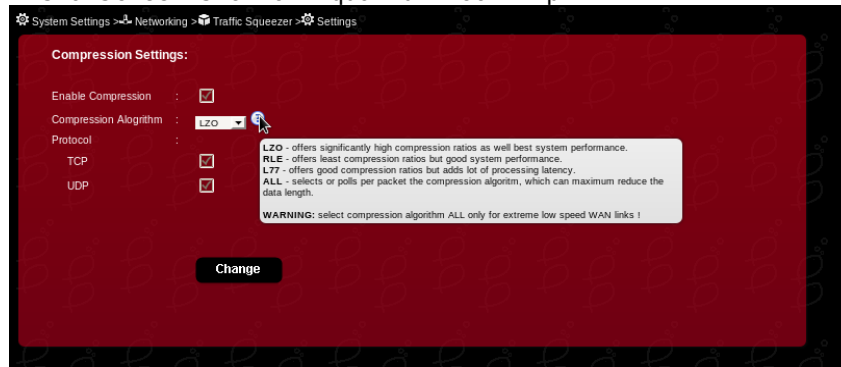 System Settings > Networking > Traffic Squeezer > Settings
Compression Settings:
Enable Compression :
Compression Alogrithm : LZO
Protocol :
TCP
UDP
LZO - offers significantly high compression ratios as well best system performance.
RLE - offers least compression ratios but good system performance.
L77 - offers good compression ratios but adds lot of processing latency.
ALL - selects or polls per packet the compression algoritm, which can maximum reduce the
data length.
WARNING: select compression algorithm ALL only for extreme low speed WAN links !
Change